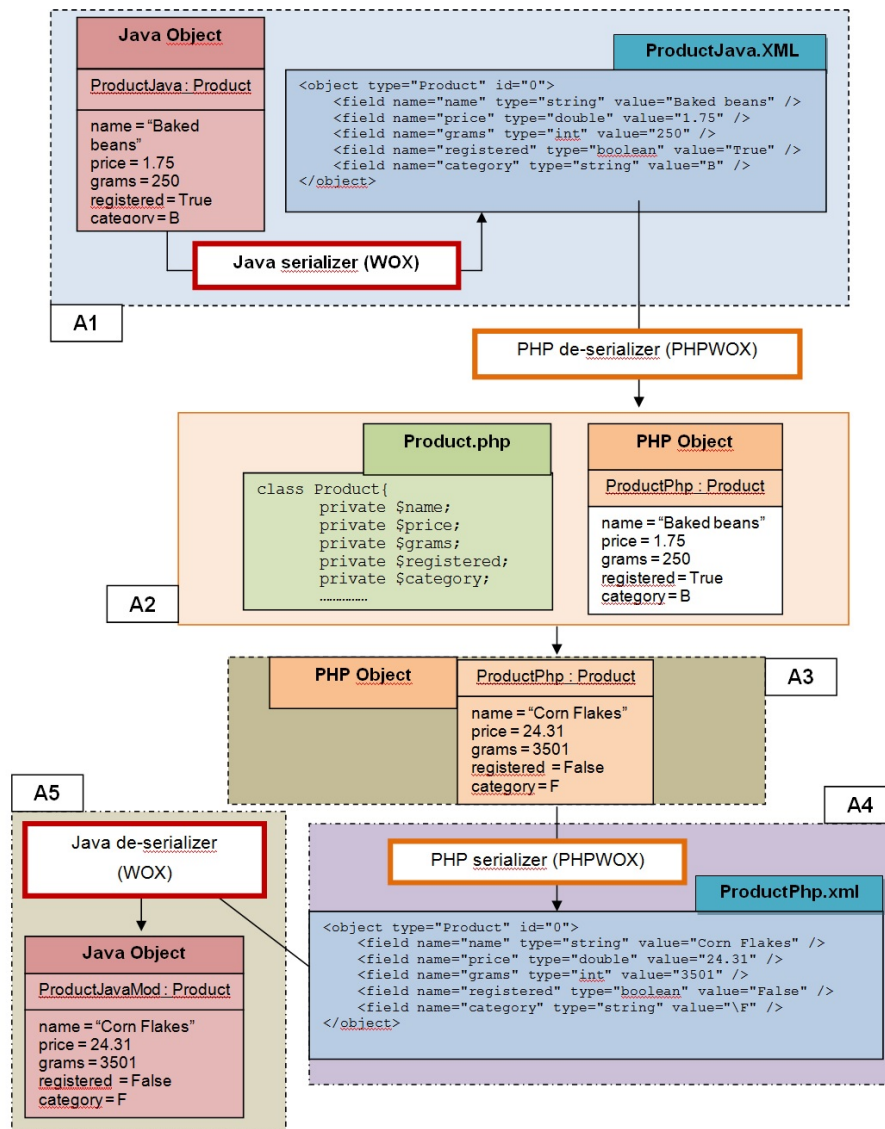 Java Object
ProductJava : Product
name = “Baked
beans”
price = 1.75
grams = 250
registered = True
category = B
ProductJava.XML
<object type="Product" id="0">
<field name="name" type="string" value="Baked beans" />
<field name="price" type="double" value="1.75" />
<field name="grams" type="int" value="250" />
<field name="registered" type="boolean" value="True" />
<field name="category" type="string" value="B" />
</object>
Java serializer (WOX)
A1
PHP de-serializer (PHPWOX)
Product.php
class Product{
private $name;
private $price;
private $grams;
private $registered;
private $category;
……………
PHP Object
ProductPhp : Product
name = “Baked beans”
price = 1.75
grams = 250
registered = True
category = B
A2
PHP Object
ProductPhp : Product
name = “Corn Flakes”
price = 24.31
grams = 3501
registered = False
category = F
A3
A5
Java de-serializer
(WOX)
Java Object
ProductJavaMod : Product
name = “Corn Flakes”
price = 24.31
grams = 3501
registered = False
category = F
A4
PHP serializer (PHPWOX)
ProductPhp.xml
<object type="Product" id="0">
<field name="name" type="string" value="Corn Flakes" />
<field name="price" type="double" value="24.31" />
<field name="grams" type="int" value="3501" />
<field name="registered" type="boolean" value="False" />
<field name="category" type="string" value="\F" />
</object>